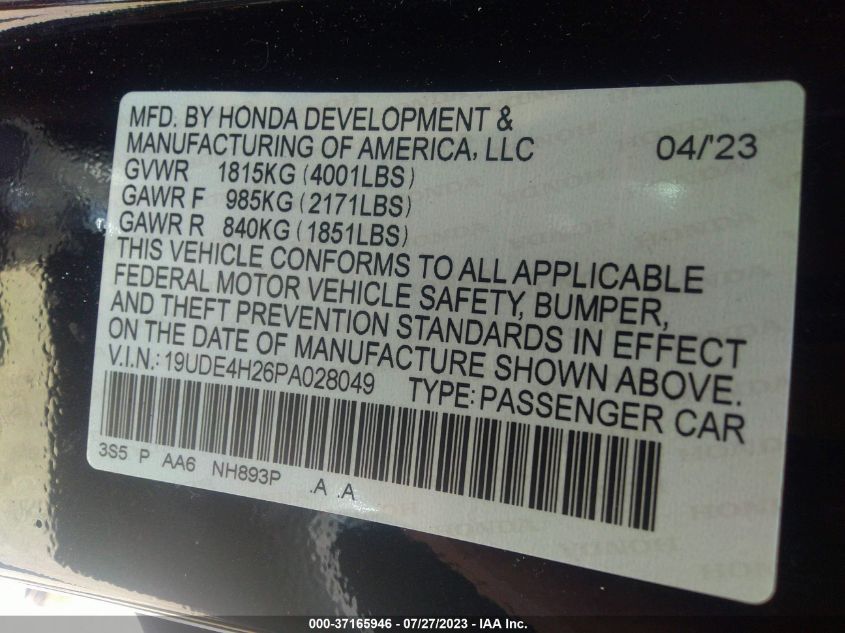 MFD. BY HONDA DEVELOPMENT &
MANUFACTURING OF AMERICA, LLC 04/'23
GVWR 1815KG (4001LBS)
GAWR F 985KG (2171LBS)
GAWR R 840KG (1851LBS)
THIS VEHICLE CONFORMS TO ALL APPLICABLE
FEDERAL MOTOR VEHICLE SAFETY, BUMPER,
AND THEFT PREVENTION STANDARDS IN EFFECT
ON THE DATE OF MANUFACTURE SHOWN ABOVE.
V.I.N.: 19UDE4H26PA028049 TYPE: PASSENGER CAR
3S5 P AA6 NH893P .A .A
000-37165946 / 07/27/2023 - IAA Inc.